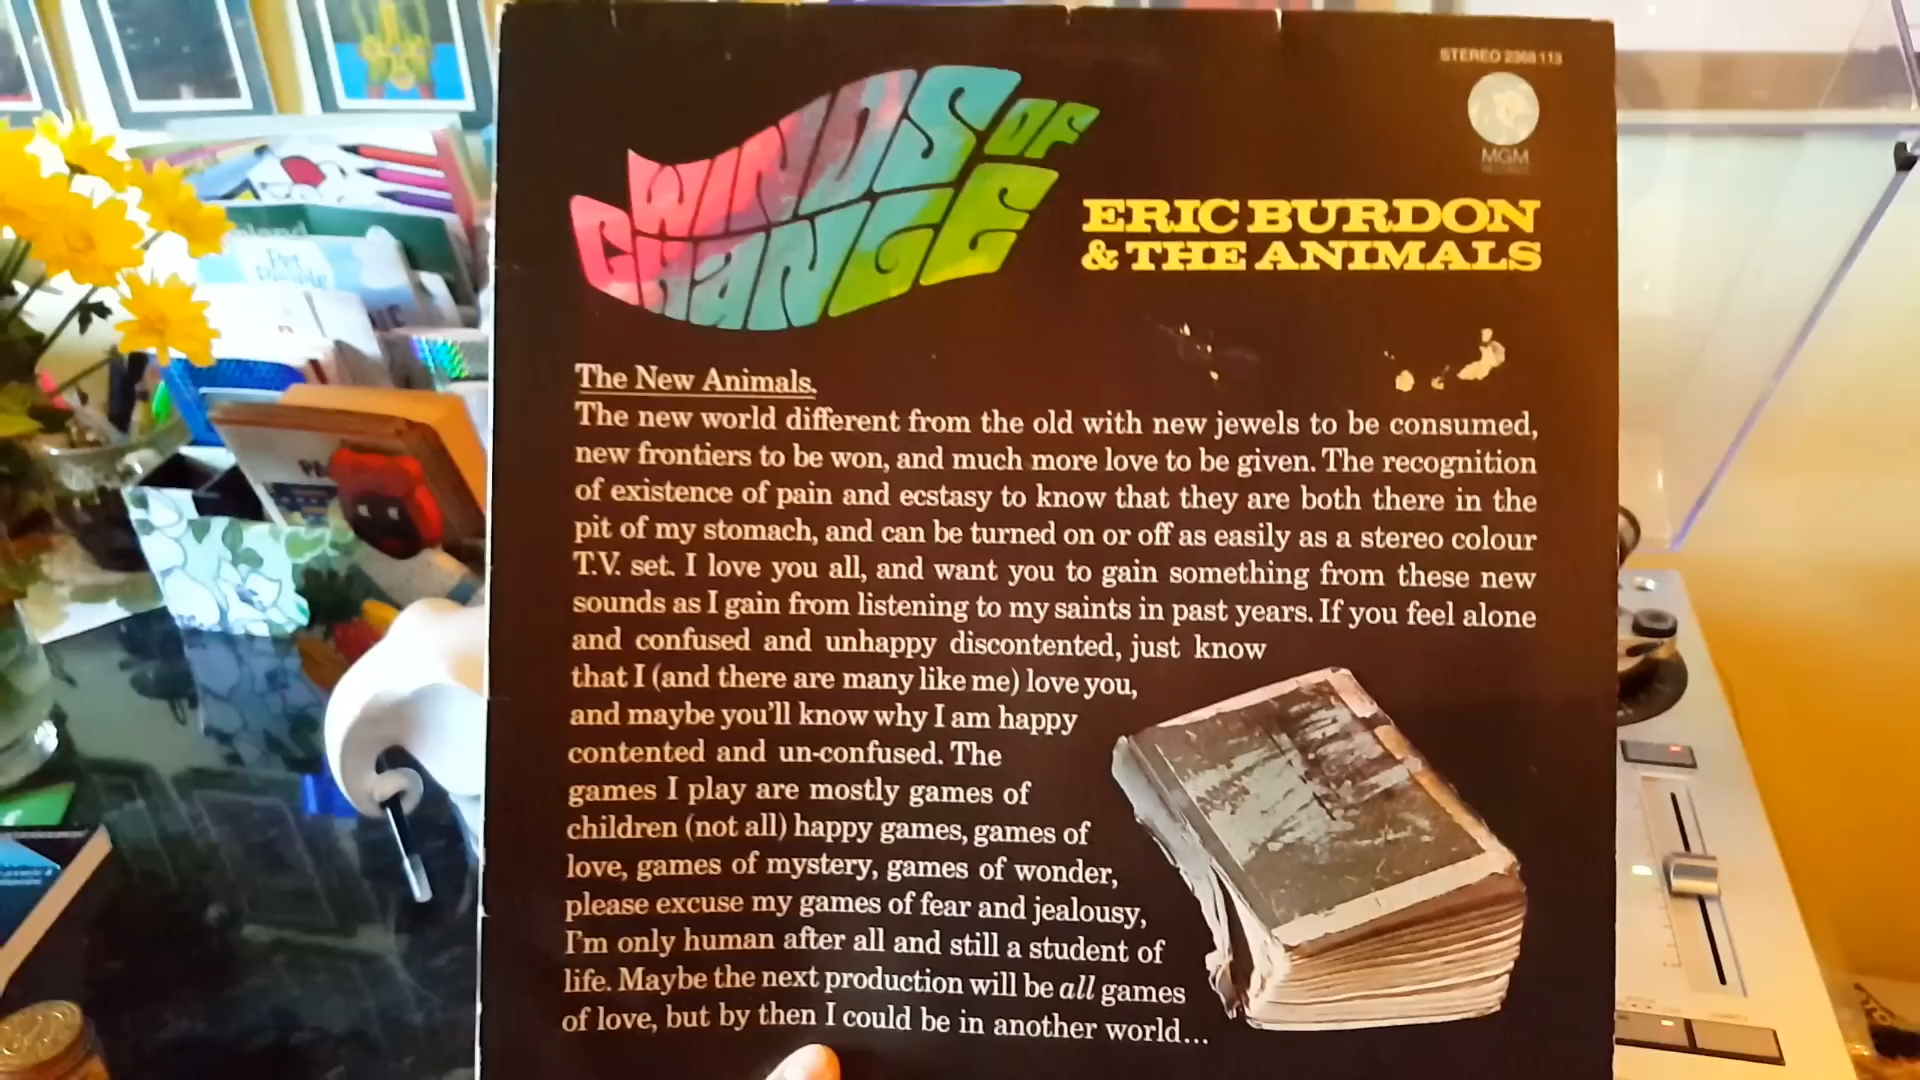 STEREO 2368 113
MGM
RECORDS
WINDS OF
CHANGE
ERIC BURDON
& THE ANIMALS
The New Animals.
The new world different from the old with new jewels to be consumed,
new frontiers to be won, and much more love to be given. The recognition
of existence of pain and ecstasy to know that they are both there in the
pit of my stomach, and can be turned on or off as easily as a stereo colour
T.V. set. I love you all, and want you to gain something from these new
sounds as I gain from listening to my saints in past years. If you feel alone
and confused and unhappy discontented, just know
that I (and there are many like me) love you,
and maybe you'll know why I am happy
contented and un-confused. The
games I play are mostly games of
children (not all) happy games, games of
love, games of mystery, games of wonder,
please excuse my games of fear and jealousy,
I'm only human after all and still a student of
life. Maybe the next production will be all games
of love, but by then I could be in another world...
Pet
People